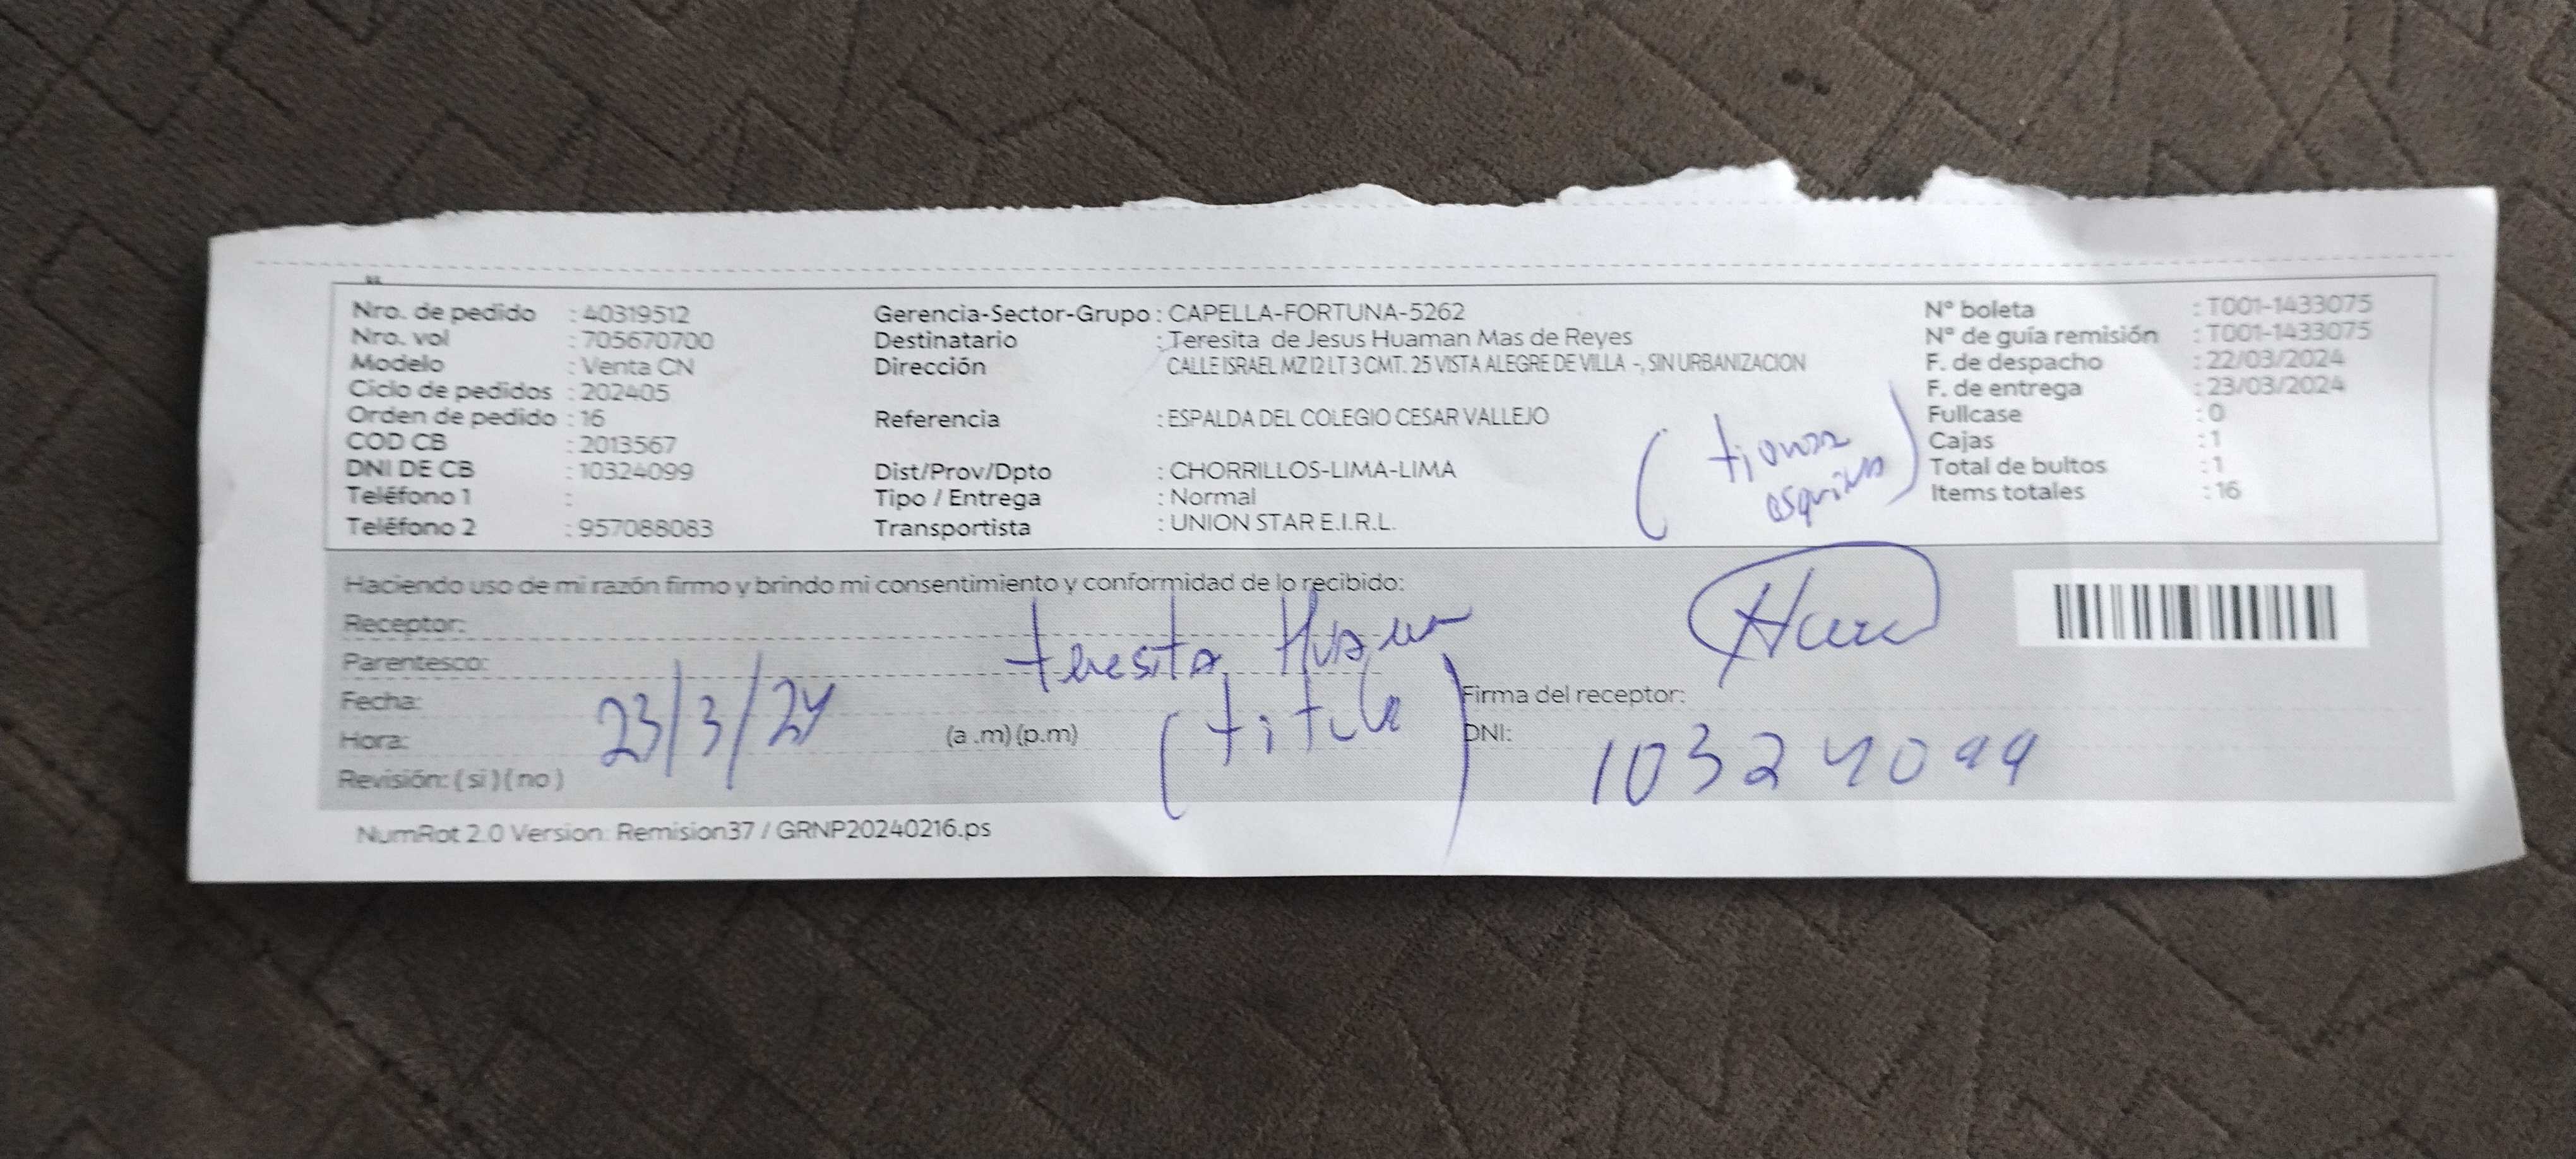 Nro. de pedido : 40319512
Nro. vol : 705670700
Modelo : Venta CN
Ciclo de pedidos : 202405
Orden de pedido : 16
COD CB : 2013567
DNI DE CB : 10324099
Teléfono 1 :
Teléfono 2 : 957088083
Gerencia-Sector-Grupo : CAPELLA-FORTUNA-5262
Destinatario : Teresita de Jesus Huaman Mas de Reyes
Dirección CALLE ISRAEL MZ I2 LT 3 CMT. 25 VISTA ALEGRE DE VILLA -, SIN URBANIZACION
Referencia : ESPALDA DEL COLEGIO CESAR VALLEJO
Dist/Prov/Dpto : CHORRILLOS-LIMA-LIMA
Tipo / Entrega : Normal
Transportista : UNION STAR E.I.R.L.
Nº boleta : T001-1433075
Nº de guía remisión : T001-1433075
F. de despacho : 22/03/2024
F. de entrega : 23/03/2024
Fullcase : 0
Cajas : 1
Total de bultos : 1
Items totales : 16
Haciendo uso de mi razón firmo y brindo mi consentimiento y conformidad de lo recibido:
Receptor: teresita
Parentesco:
Fecha: 23/3/24
Hora: (a .m) (p.m)
Revisión: ( si ) ( no )
Firma del receptor:
DNI: 10324099
NumRot 2.0 Version: Remision37 / GRNP20240216.ps